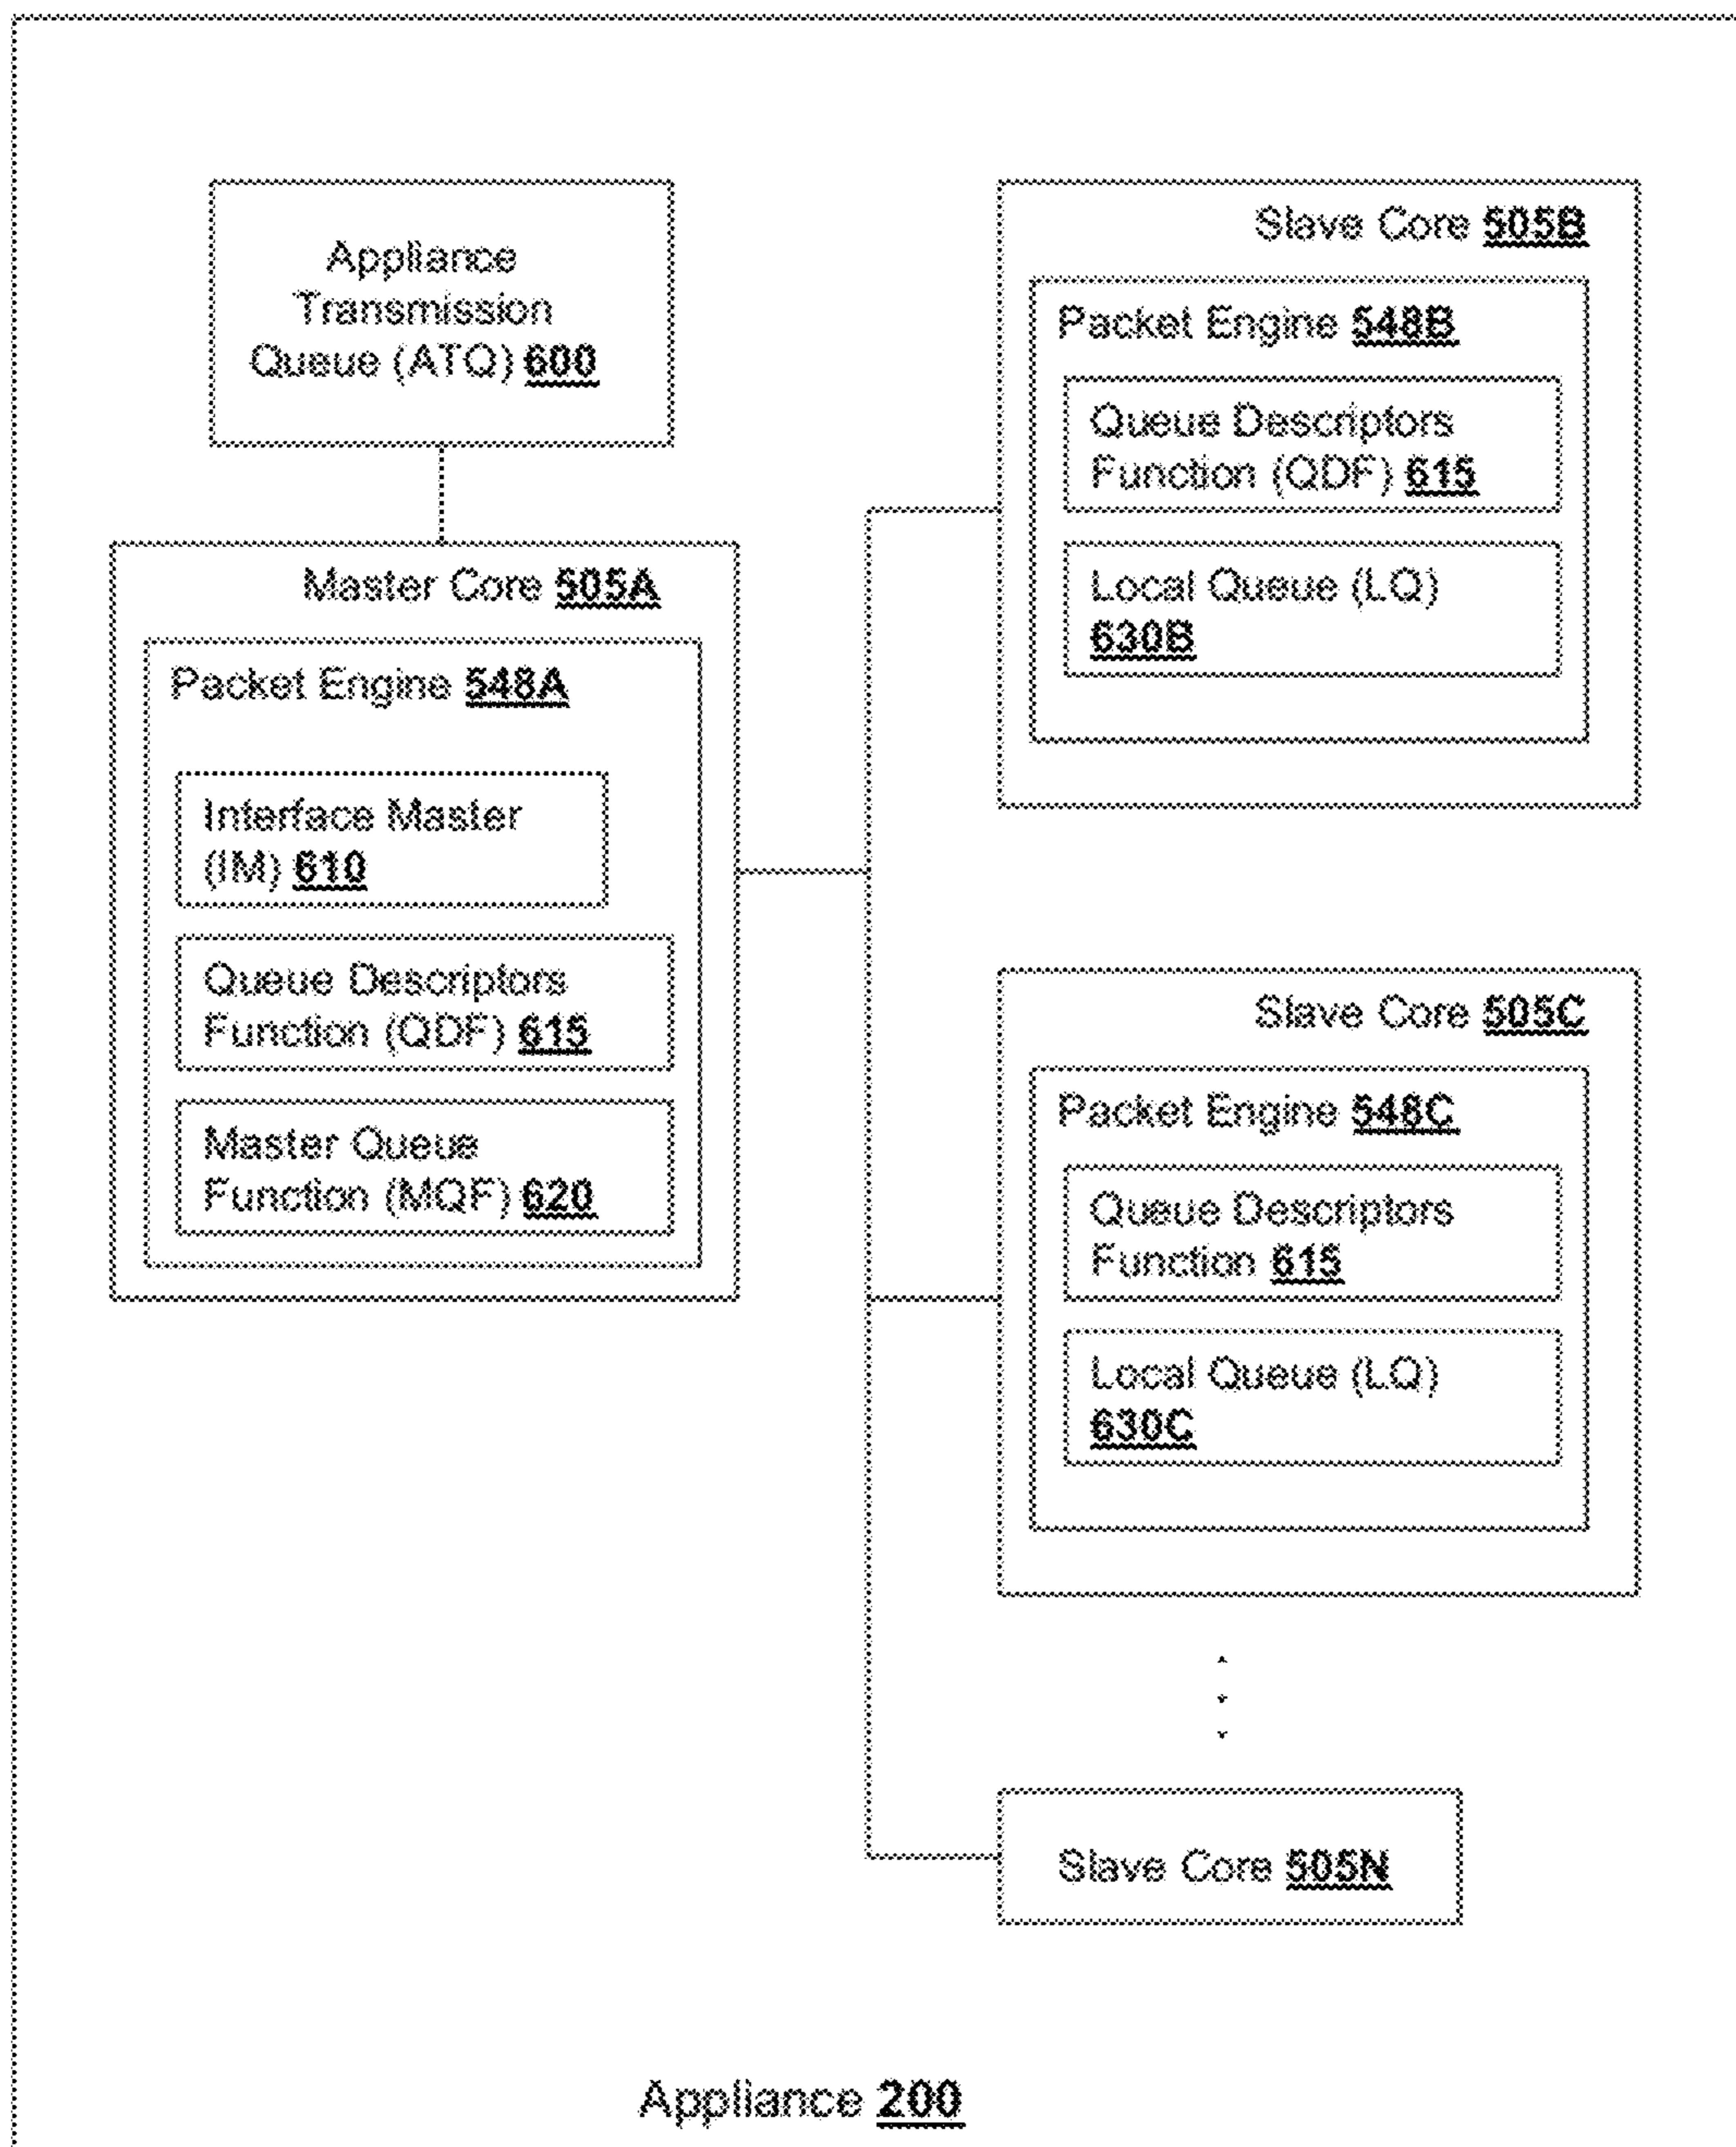 Appliance
Transmission
Queue (ATQ) 600
Master Core 505A
Packet Engine 548A
Interface Master
(IM) 610
Queue Descriptors
Function (QDF) 615
Master Queue
Function (MQF) 620
Slave Core 505B
Packet Engine 548B
Queue Descriptors
Function (QDF) 615
Local Queue (LQ)
630B
Slave Core 505C
Packet Engine 548C
Queue Descriptors
Function 615
Local Queue (LQ)
630C
Slave Core 505N
Appliance 200